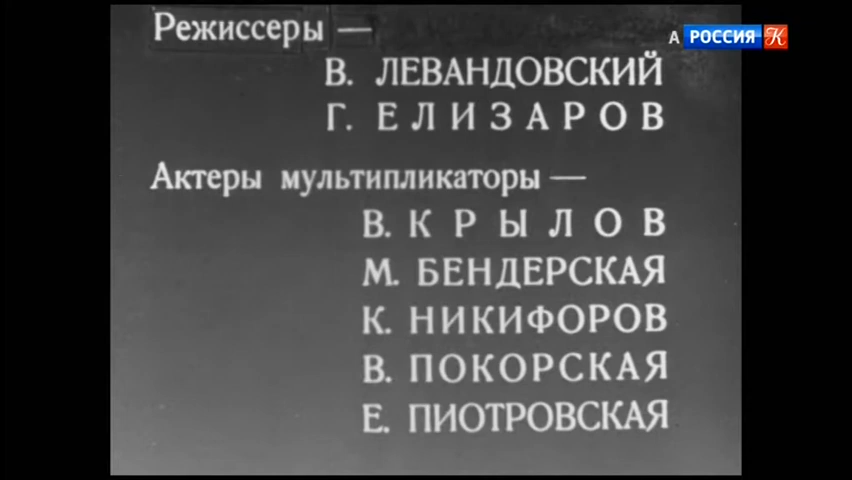 Режиссеры —
А РОССИЯ К
В. ЛЕВАНДОВСКИЙ
Г. ЕЛИЗАРОВ
Актеры мультипликаторы —
В. КРЫЛОВ
М. БЕНДЕРСКАЯ
К. НИКИФОРОВ
В. ПОКОРСКАЯ
Е. ПИОТРОВСКАЯ